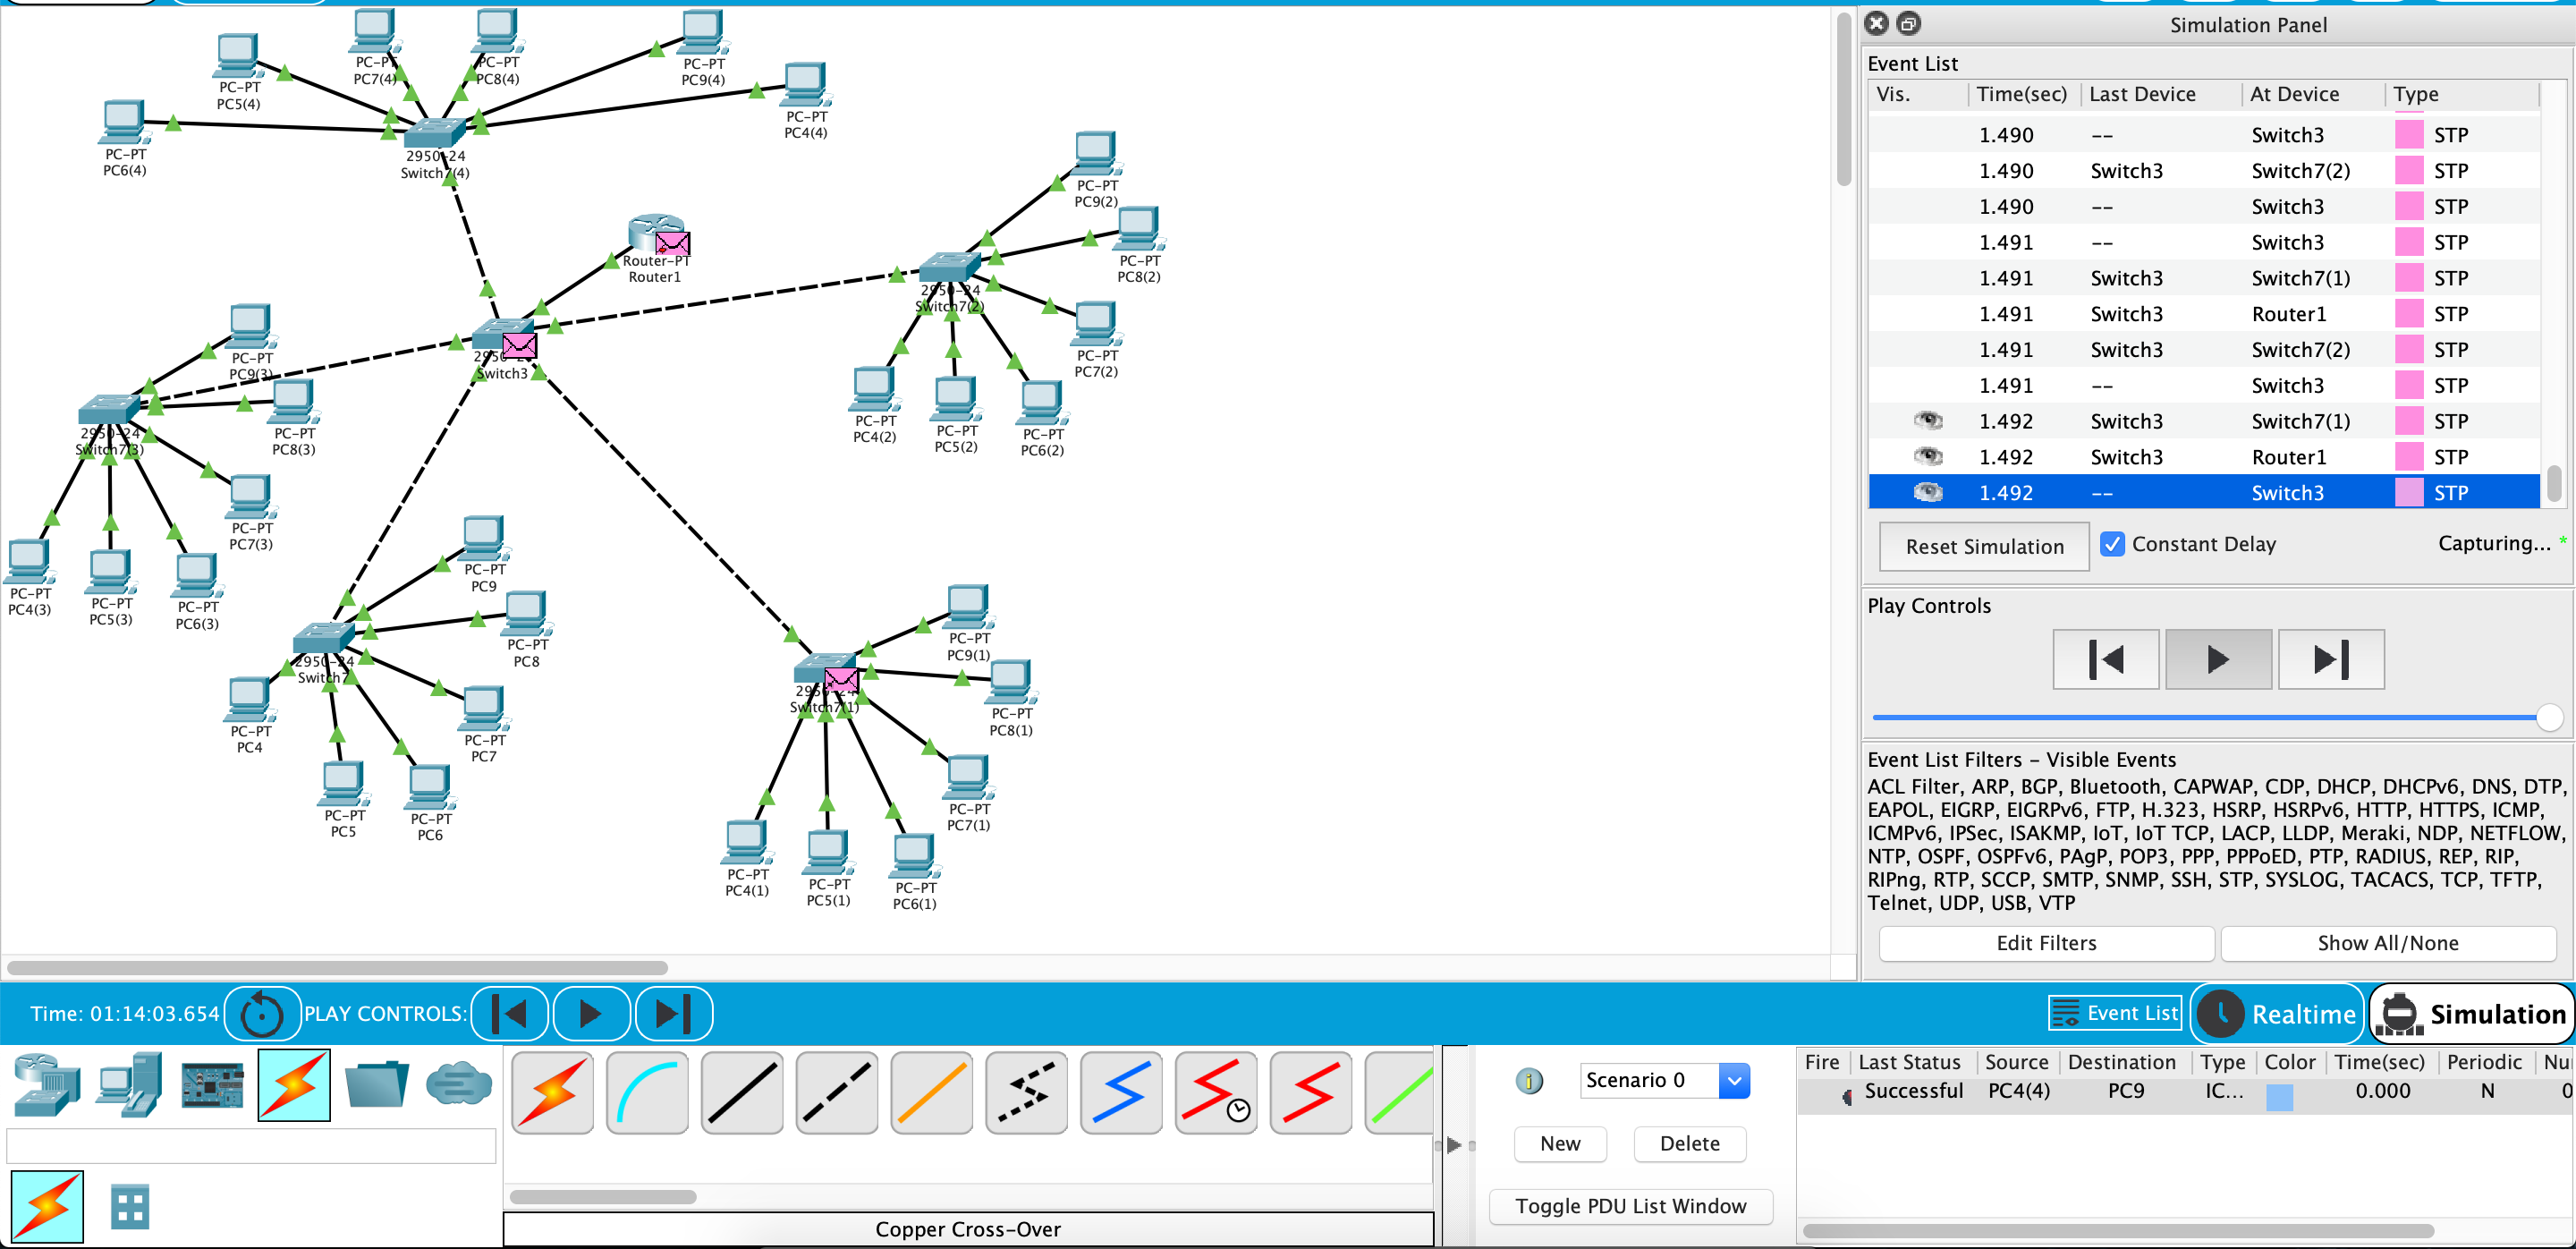 PC-PT
PC5(4)
PC-PT
PC7(4)
PC-PT
PC8(4)
PC-PT
PC9(4)
PC-PT
PC4(4)
PC-PT
PC6(4)
2950-24
Switch7(4)
Router-PT
Router1
PC-PT
PC9(2)
PC-PT
PC8(2)
2950-24
Switch7(2)
PC-PT
PC7(2)
PC-PT
PC4(2)
PC-PT
PC5(2)
PC-PT
PC6(2)
Switch3
PC-PT
PC9(3)
PC-PT
PC8(3)
2950-24
Switch7(3)
PC-PT
PC7(3)
PC-PT
PC4(3)
PC-PT
PC5(3)
PC-PT
PC6(3)
PC-PT
PC9
PC-PT
PC8
2950-24
Switch7
PC-PT
PC4
PC-PT
PC7
PC-PT
PC5
PC-PT
PC6
PC-PT
PC9(1)
PC-PT
PC8(1)
2950-24
Switch7(1)
PC-PT
PC7(1)
PC-PT
PC4(1)
PC-PT
PC5(1)
PC-PT
PC6(1)
Simulation Panel
Event List
Vis. Time(sec) Last Device At Device Type
1.490 -- Switch3 STP
1.490 Switch3 Switch7(2) STP
1.490 -- Switch3 STP
1.491 -- Switch3 STP
1.491 Switch3 Switch7(1) STP
1.491 Switch3 Router1 STP
1.491 Switch3 Switch7(2) STP
1.491 -- Switch3 STP
1.492 Switch3 Switch7(1) STP
1.492 Switch3 Router1 STP
1.492 -- Switch3 STP
Reset Simulation Constant Delay Capturing... *
Play Controls
Event List Filters - Visible Events
ACL Filter, ARP, BGP, Bluetooth, CAPWAP, CDP, DHCP, DHCPv6, DNS, DTP,
EAPOL, EIGRP, EIGRPv6, FTP, H.323, HSRP, HSRPv6, HTTP, HTTPS, ICMP,
ICMPv6, IPSec, ISAKMP, IoT, IoT TCP, LACP, LLDP, Meraki, NDP, NETFLOW,
NTP, OSPF, OSPFv6, PAgP, POP3, PPP, PPPoED, PTP, RADIUS, REP, RIP,
RIPng, RTP, SCCP, SMTP, SNMP, SSH, STP, SYSLOG, TACACS, TCP, TFTP,
Telnet, UDP, USB, VTP
Edit Filters Show All/None
Time: 01:14:03.654 PLAY CONTROLS:
Event List Realtime Simulation
Scenario 0
New Delete
Toggle PDU List Window
Copper Cross-Over
Fire Last Status Source Destination Type Color Time(sec) Periodic Nu
Successful PC4(4) PC9 IC... 0.000 N 0